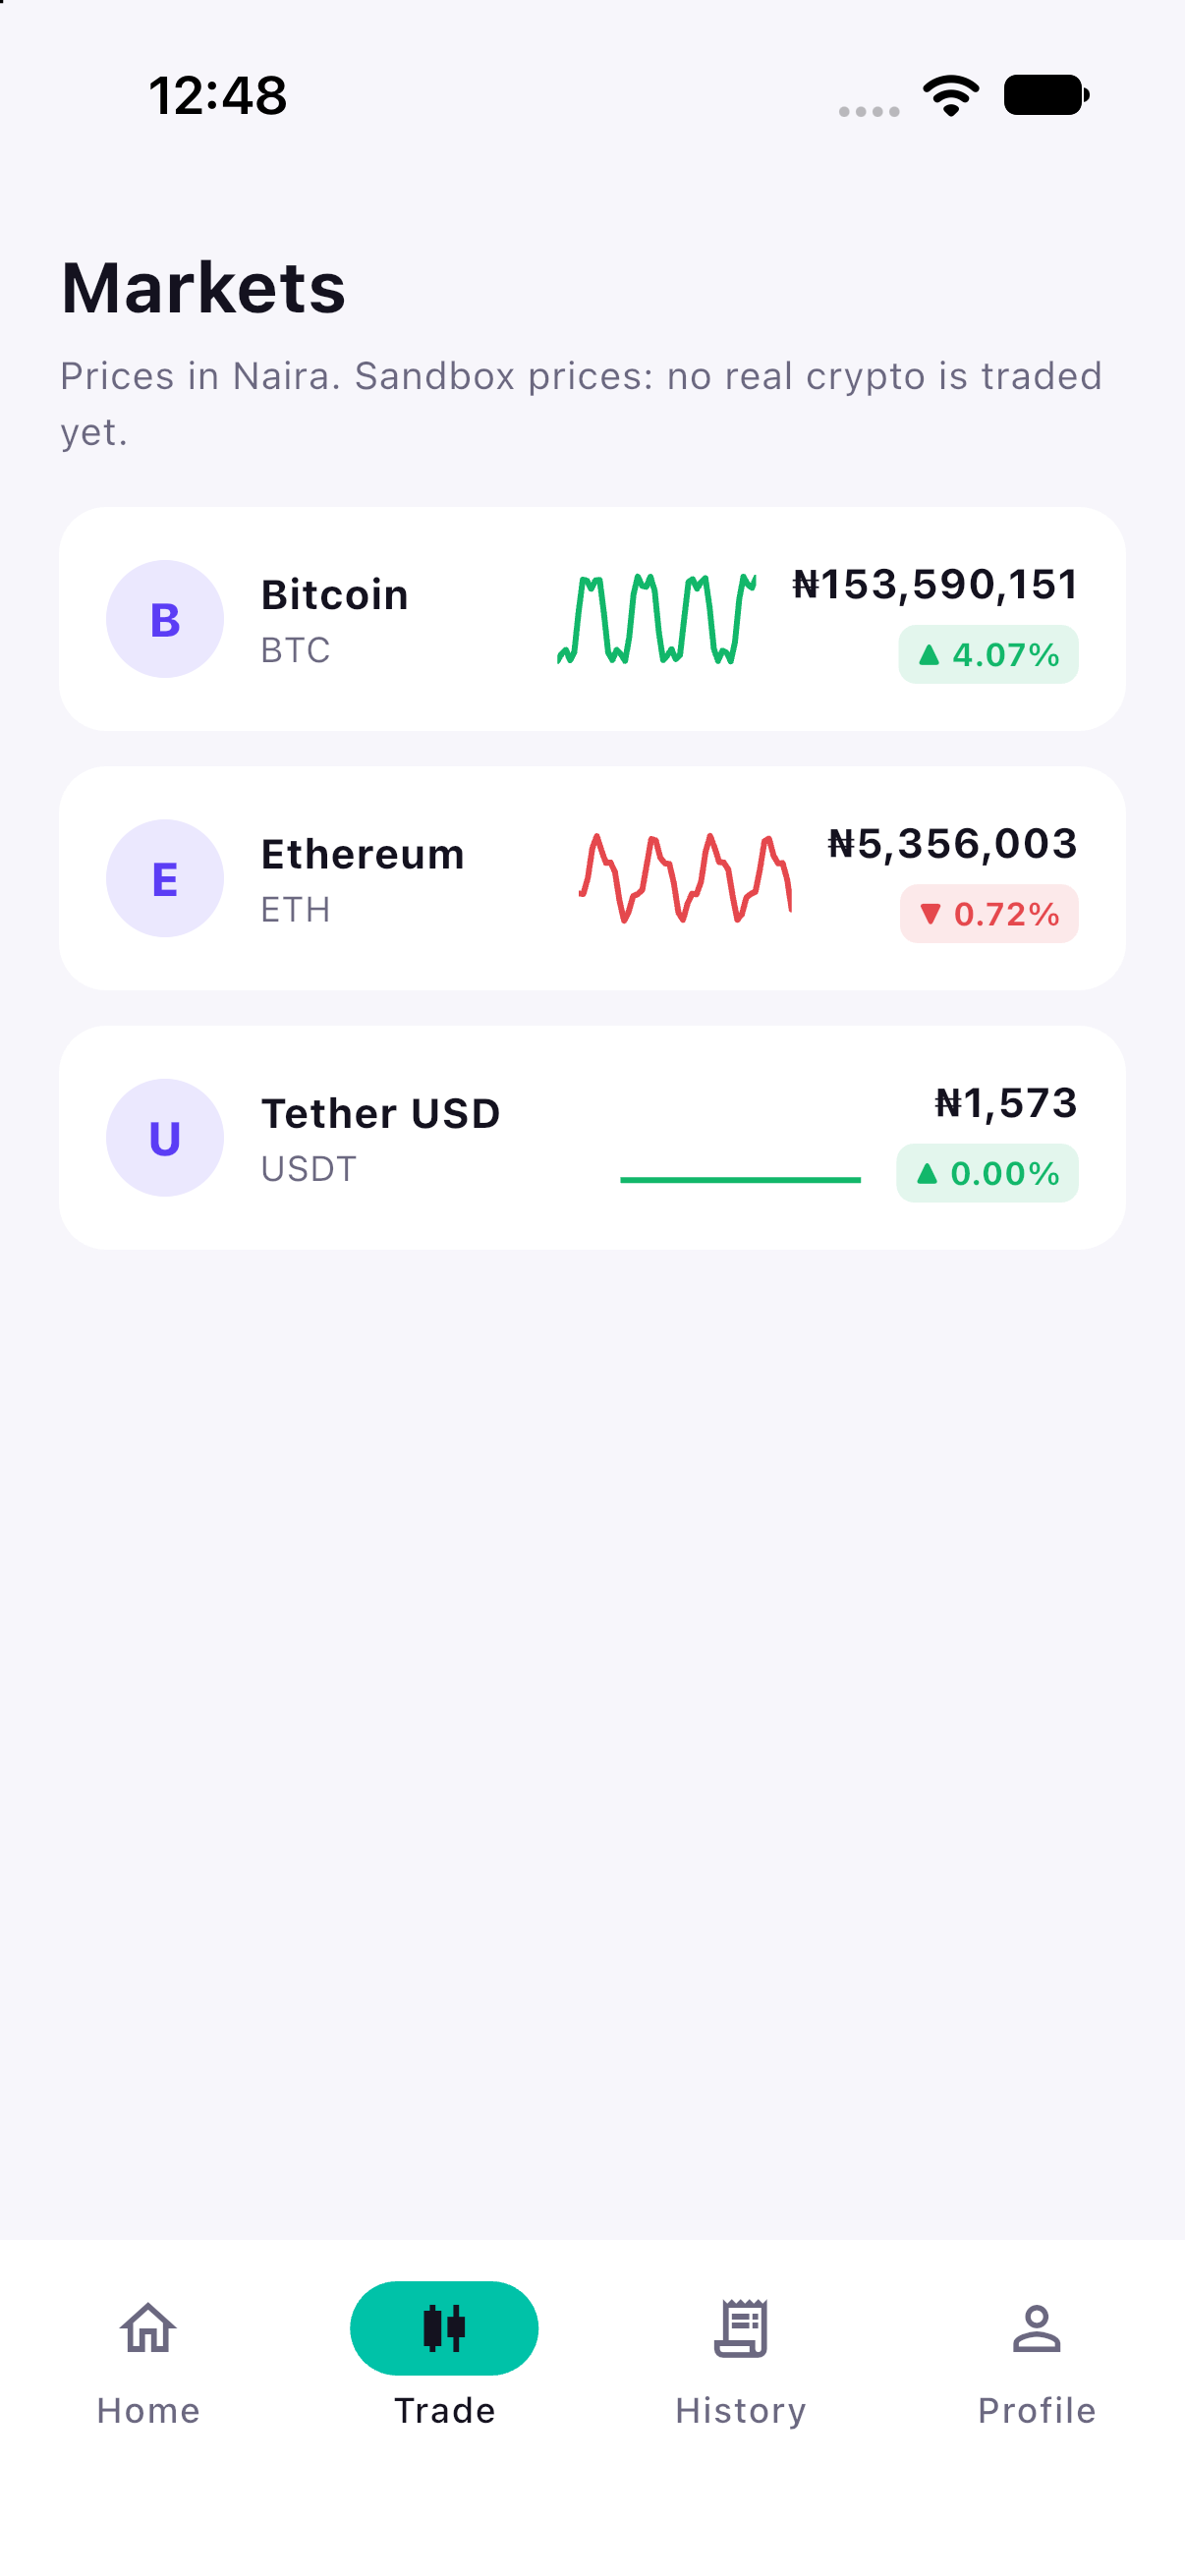 12:48
Markets
Prices in Naira. Sandbox prices: no real crypto is traded
yet.
B
Bitcoin
BTC
₦153,590,151
▲ 4.07%
E
Ethereum
ETH
₦5,356,003
▼ 0.72%
U
Tether USD
USDT
₦1,573
▲ 0.00%
Home
Trade
History
Profile